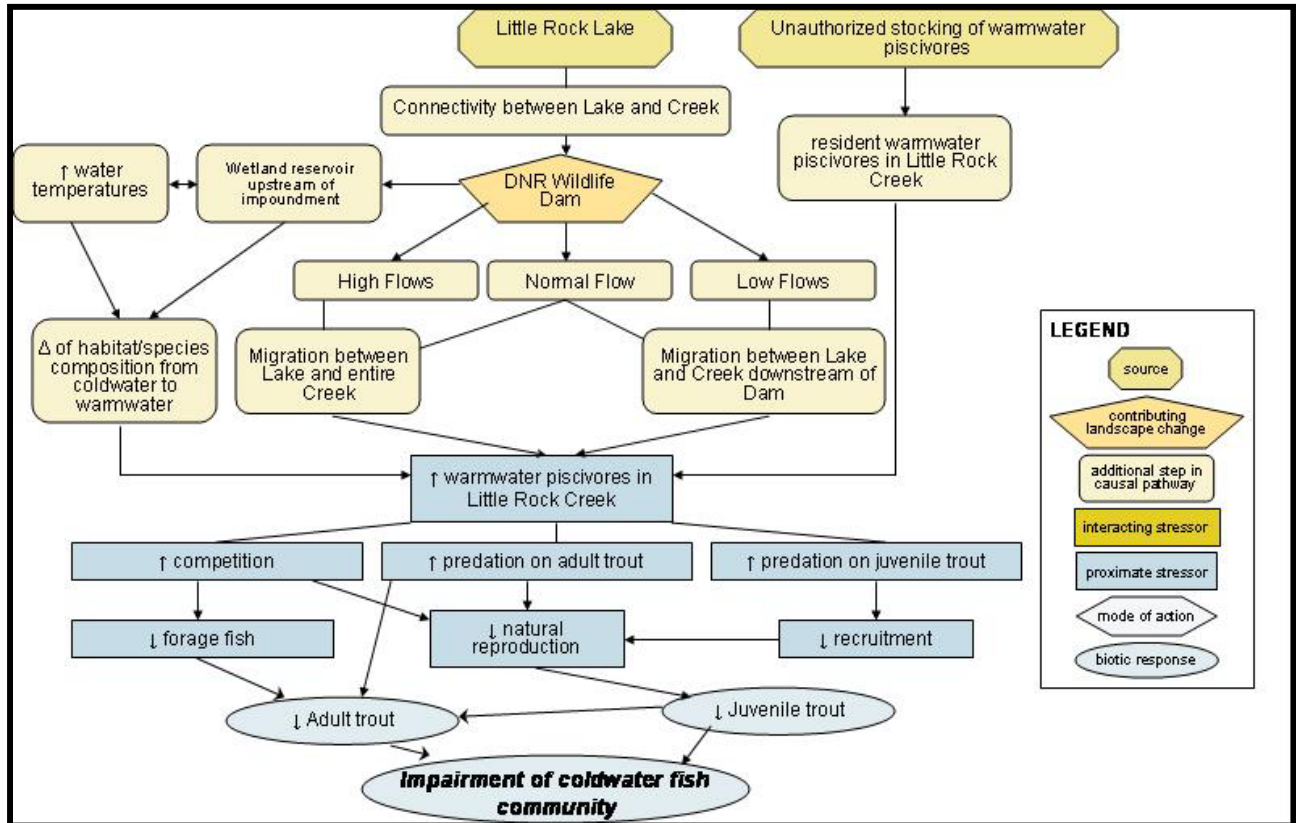 Little Rock Lake
Unauthorized stocking of warmwater
piscivores
Connectivity between Lake and Creek
resident warmwater
piscivores in Little Rock
Creek
↑ water
temperatures
Wetland reservoir
upstream of
impoundment
DNR Wildlife
Dam
High Flows
Normal Flow
Low Flows
Δ of habitat/species
composition from
coldwater to
warmwater
Migration between
Lake and entire
Creek
Migration between Lake
and Creek downstream of
Dam
↑ warmwater piscivores in
Little Rock Creek
↑ competition
↑ predation on adult trout
↑ predation on juvenile trout
↓ forage fish
↓ natural
reproduction
↓ recruitment
↓ Adult trout
↓ Juvenile trout
Impairment of coldwater fish
community
LEGEND
source
contributing
landscape change
additional step in
causal pathway
interacting stressor
proximate stressor
mode of action
biotic response